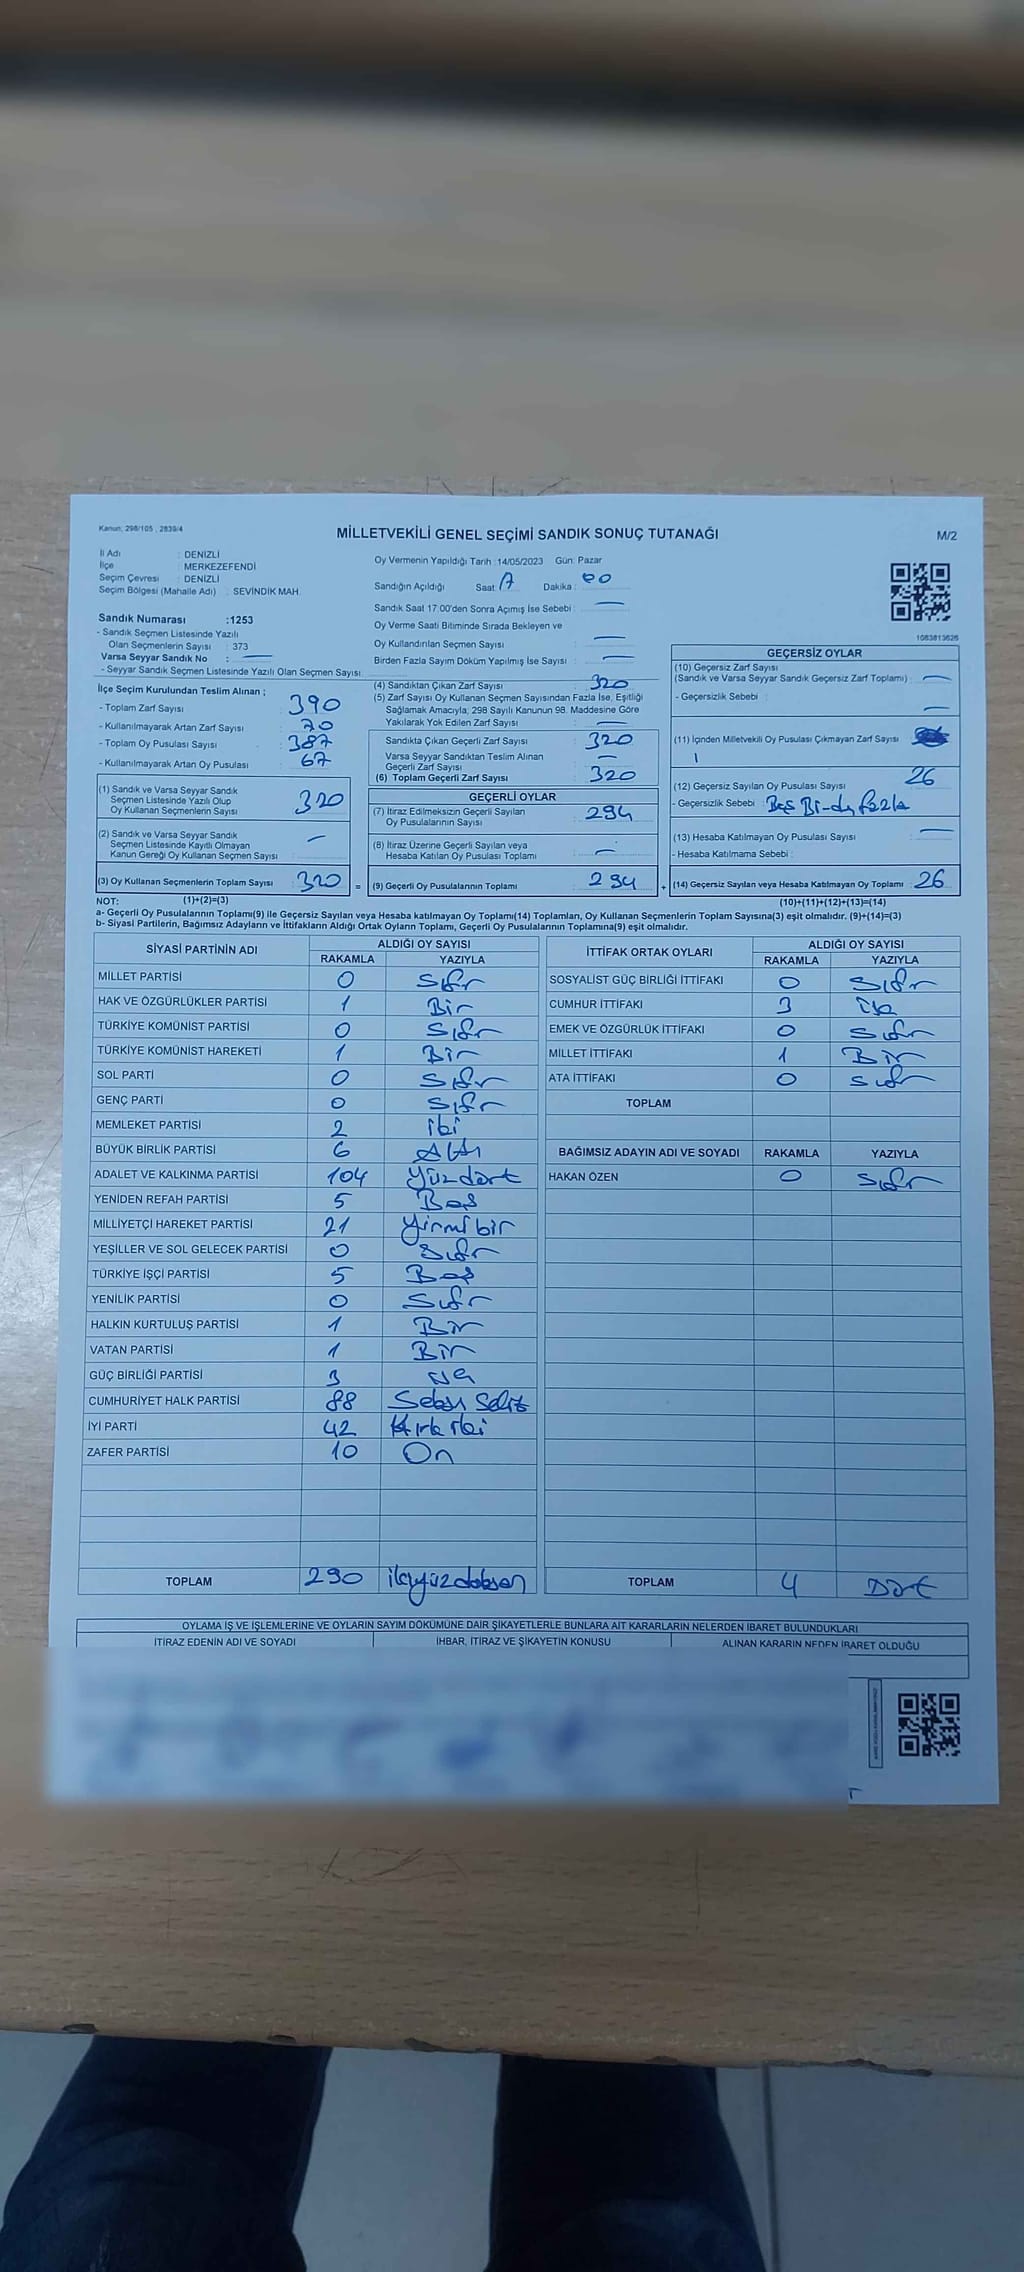 Kanun; 298/105 , 2839/4
MİLLETVEKİLİ GENEL SEÇİMİ SANDIK SONUÇ TUTANAĞI
M/2
İl Adı : DENİZLİ
İlçe : MERKEZEFENDİ
Seçim Çevresi : DENİZLİ
Seçim Bölgesi (Mahalle Adı) : SEVİNDİK MAH.
Sandık Numarası :1253
- Sandık Seçmen Listesinde Yazılı
Olan Seçmenlerin Sayısı : 373
Varsa Seyyar Sandık No : —
- Seyyar Sandık Seçmen Listesinde Yazılı Olan Seçmen Sayısı
Oy Vermenin Yapıldığı Tarih :14/05/2023 Gün: Pazar
Sandığın Açıldığı Saat Dakika : 00
Sandık Saat 17:00'den Sonra Açımış İse Sebebi : —
Oy Verme Saati Bitiminde Sırada Bekleyen ve
Oy Kullandırılan Seçmen Sayısı —
Birden Fazla Sayım Döküm Yapılmış İse Sayısı : —
1083813626
İlçe Seçim Kurulundan Teslim Alınan ;
- Toplam Zarf Sayısı : 390
- Kullanılmayarak Artan Zarf Sayısı : 70
- Toplam Oy Pusulası Sayısı : 387
- Kullanılmayarak Artan Oy Pusulası : 67
(1) Sandık ve Varsa Seyyar Sandık
Seçmen Listesinde Yazılı Olup
Oy Kullanan Seçmenlerin Sayısı 320
(2) Sandık ve Varsa Seyyar Sandık
Seçmen Listesinde Kayıtlı Olmayan
Kanun Gereği Oy Kullanan Seçmen Sayısı —
(3) Oy Kullanan Seçmenlerin Toplam Sayısı 320 =
(4) Sandıktan Çıkan Zarf Sayısı 320
(5) Zarf Sayısı Oy Kullanan Seçmen Sayısından Fazla İse, Eşitliği
Sağlamak Amacıyla, 298 Sayılı Kanunun 98. Maddesine Göre
Yakılarak Yok Edilen Zarf Sayısı —
Sandıkta Çıkan Geçerli Zarf Sayısı 320
Varsa Seyyar Sandıktan Teslim Alınan
Geçerli Zarf Sayısı —
(6) Toplam Geçerli Zarf Sayısı 320
GEÇERLİ OYLAR
(7) İtiraz Edilmeksizin Geçerli Sayılan
Oy Pusulalarının Sayısı 294
(8) İtiraz Üzerine Geçerli Sayılan veya
Hesaba Katılan Oy Pusulası Toplamı —
(9) Geçerli Oy Pusulalarının Toplamı 294 +
GEÇERSİZ OYLAR
(10) Geçersiz Zarf Sayısı
(Sandık ve Varsa Seyyar Sandık Geçersiz Zarf Toplamı) : —
- Geçersizlik Sebebi : —
(11) İçinden Milletvekili Oy Pusulası Çıkmayan Zarf Sayısı
(12) Geçersiz Sayılan Oy Pusulası Sayısı 26
- Geçersizlik Sebebi :
(13) Hesaba Katılmayan Oy Pusulası Sayısı —
- Hesaba Katılmama Sebebi :
(14) Geçersiz Sayılan veya Hesaba Katılmayan Oy Toplamı 26
NOT: (1)+(2)=(3)
(10)+(11)+(12)+(13)=(14)
a- Geçerli Oy Pusulalarının Toplamı(9) ile Geçersiz Sayılan veya Hesaba katılmayan Oy Toplamı(14) Toplamları, Oy Kullanan Seçmenlerin Toplam Sayısına(3) eşit olmalıdır. (9)+(14)=(3)
b- Siyasi Partilerin, Bağımsız Adayların ve İttifakların Aldığı Ortak Oyların Toplamı, Geçerli Oy Pusulalarının Toplamına(9) eşit olmalıdır.
SİYASİ PARTİNİN ADI
ALDIĞI OY SAYISI
RAKAMLA YAZIYLA
MİLLET PARTİSİ 0 Sıfır
HAK VE ÖZGÜRLÜKLER PARTİSİ 1 Bir
TÜRKİYE KOMÜNİST PARTİSİ 0 Sıfır
TÜRKİYE KOMÜNİST HAREKETİ 1 Bir
SOL PARTİ 0 Sıfır
GENÇ PARTİ 0 Sıfır
MEMLEKET PARTİSİ 2 iki
BÜYÜK BİRLİK PARTİSİ 6 Altı
ADALET VE KALKINMA PARTİSİ 104 Yüzdört
YENİDEN REFAH PARTİSİ 5 Beş
MİLLİYETÇİ HAREKET PARTİSİ 21 Yirmi bir
YEŞİLLER VE SOL GELECEK PARTİSİ 0 Sıfır
TÜRKİYE İŞÇİ PARTİSİ 5 Beş
YENİLİK PARTİSİ 0 Sıfır
HALKIN KURTULUŞ PARTİSİ 1 Bir
VATAN PARTİSİ 1 Bir
GÜÇ BİRLİĞİ PARTİSİ 3 Üç
CUMHURİYET HALK PARTİSİ 88 Seksen Sekiz
İYİ PARTİ 42 Kırk iki
ZAFER PARTİSİ 10 On
TOPLAM 290 ikiyüzdoksan
İTTİFAK ORTAK OYLARI
ALDIĞI OY SAYISI
RAKAMLA YAZIYLA
SOSYALİST GÜÇ BİRLİĞİ İTTİFAKI 0 Sıfır
CUMHUR İTTİFAKI 3 Üç
EMEK VE ÖZGÜRLÜK İTTİFAKI 0 Sıfır
MİLLET İTTİFAKI 1 Bir
ATA İTTİFAKI 0 Sıfır
TOPLAM
BAĞIMSIZ ADAYIN ADI VE SOYADI RAKAMLA YAZIYLA
HAKAN ÖZEN 0 Sıfır
TOPLAM 4 Dört
OYLAMA İŞ VE İŞLEMLERİNE VE OYLARIN SAYIM DÖKÜMÜNE DAİR ŞİKAYETLERLE BUNLARA AİT KARARLARIN NELERDEN İBARET BULUNDUKLARI
İTİRAZ EDENİN ADI VE SOYADI İHBAR, İTİRAZ VE ŞİKAYETİN KONUSU ALINAN KARARIN NEDEN İBARET OLDUĞU